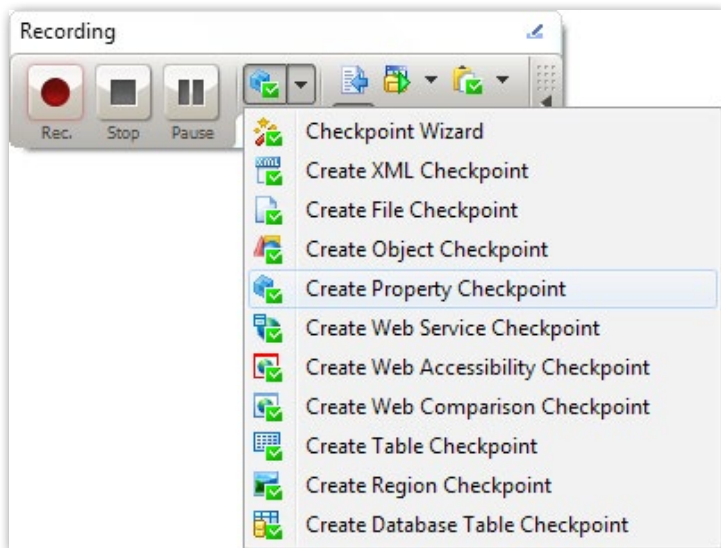 Recording
Rec. Stop Pause
Checkpoint Wizard
XML
Create XML Checkpoint
Create File Checkpoint
Create Object Checkpoint
Create Property Checkpoint
Create Web Service Checkpoint
Create Web Accessibility Checkpoint
Create Web Comparison Checkpoint
Create Table Checkpoint
Create Region Checkpoint
Create Database Table Checkpoint